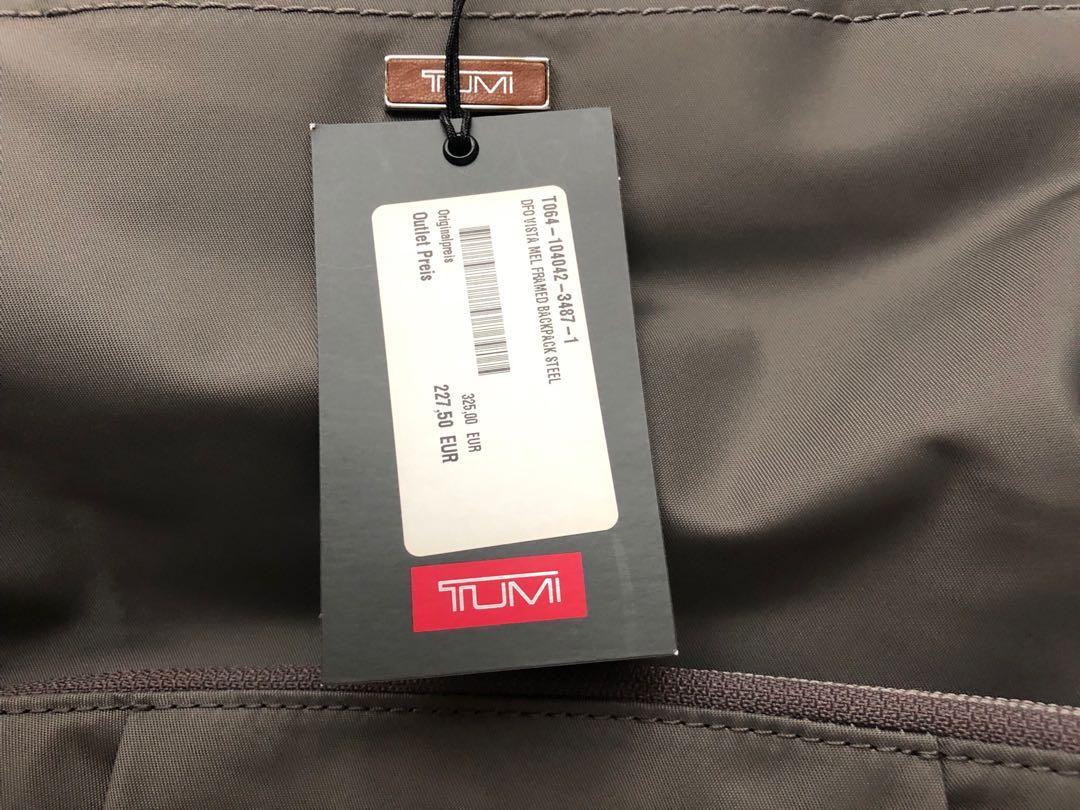 TUMI
T064-104042-3487-1
DFO VISTA MEL FRAMED BACKPACK STEEL
Originalpreis 325,00 EUR
Outlet Preis 227,50 EUR
TUMI